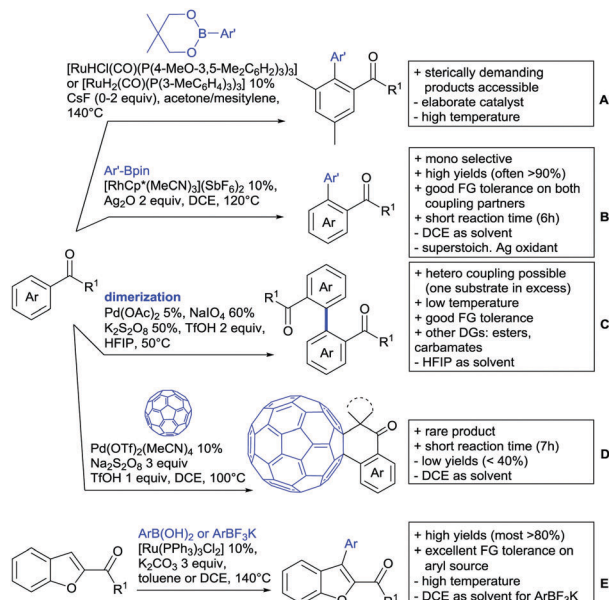 O
B-Ar'
O
[RuHCl(CO)(P(4-MeO-3,5-Me2C6H2)3)3]
or [RuH2(CO)(P(3-MeC6H4)3)3] 10%
CsF (0-2 equiv), acetone/mesitylene,
140°C
Ar' O
R1
+ sterically demanding
products accessible
- elaborate catalyst
- high temperature
A
Ar'-Bpin
[RhCp*(MeCN)3](SbF6)2 10%,
Ag2O 2 equiv, DCE, 120°C
Ar' O
Ar R1
+ mono selective
+ high yields (often >90%)
+ good FG tolerance on both
coupling partners
+ short reaction time (6h)
- DCE as solvent
- superstoich. Ag oxidant
B
O
Ar R1
dimerization
Pd(OAc)2 5%, NaIO4 60%
K2S2O8 50%, TfOH 2 equiv,
HFIP, 50°C
R1 Ar
O O
Ar R1
+ hetero coupling possible
(one substrate in excess)
+ low temperature
+ good FG tolerance
+ other DGs: esters,
carbamates
- HFIP as solvent
C
Pd(OTf)2(MeCN)4 10%
Na2S2O8 3 equiv
TfOH 1 equiv, DCE, 100°C
O
Ar
+ rare product
+ short reaction time (7h)
- low yields (< 40%)
- DCE as solvent
D
O
O R1
ArB(OH)2 or ArBF3K
[Ru(PPh3)3Cl2] 10%,
K2CO3 3 equiv,
toluene or DCE, 140°C
Ar
O
O R1
+ high yields (most >80%)
+ excellent FG tolerance on
aryl source
- high temperature
- DCE as solvent for ArBF3K
E